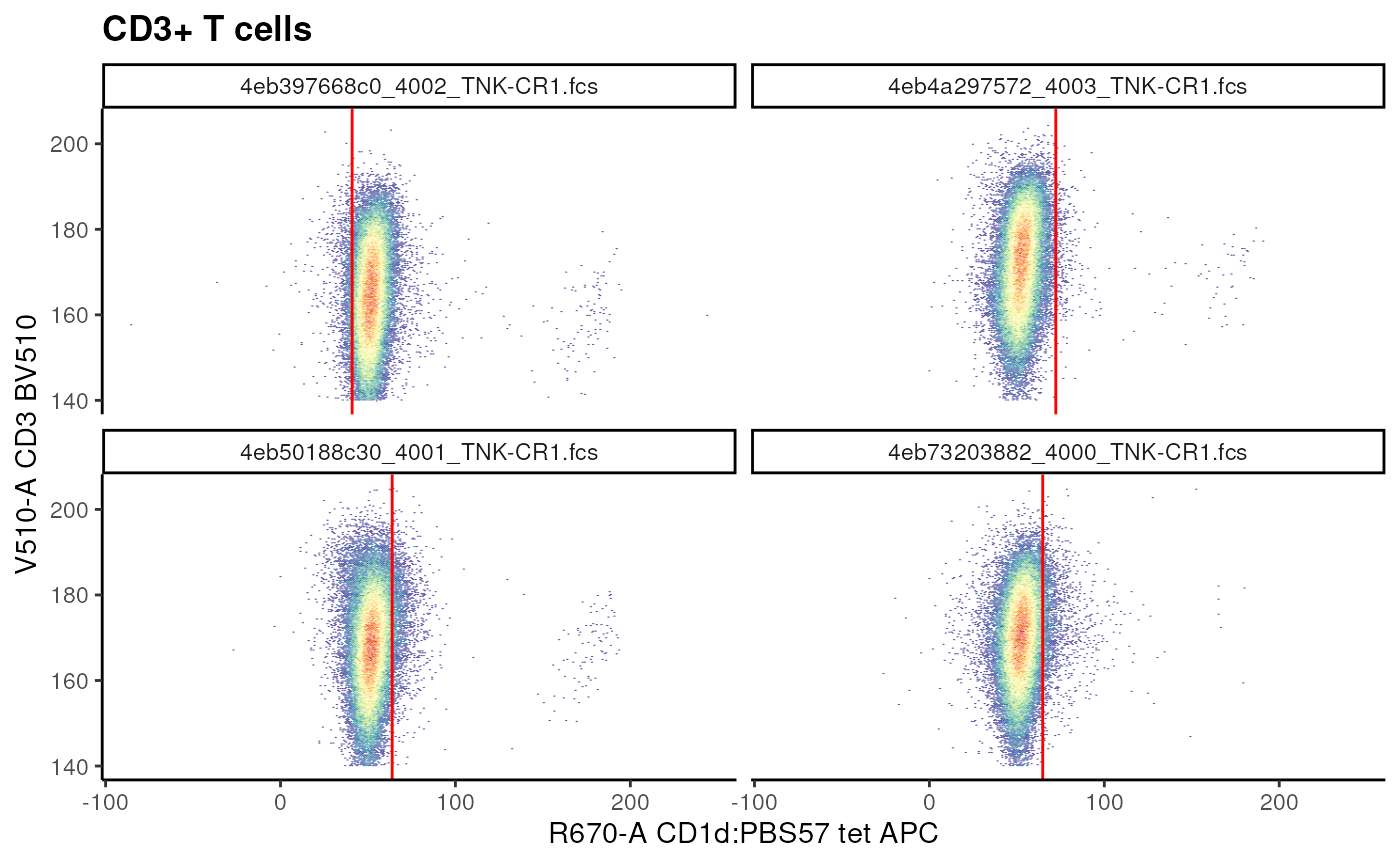 CD3+ T cells
4eb397668c0_4002_TNK-CR1.fcs
4eb4a297572_4003_TNK-CR1.fcs
200
180
160
140
4eb50188c30_4001_TNK-CR1.fcs
4eb73203882_4000_TNK-CR1.fcs
200
180
160
140
V510-A CD3 BV510
-100 0 100 200 -100 0 100 200
R670-A CD1d:PBS57 tet APC